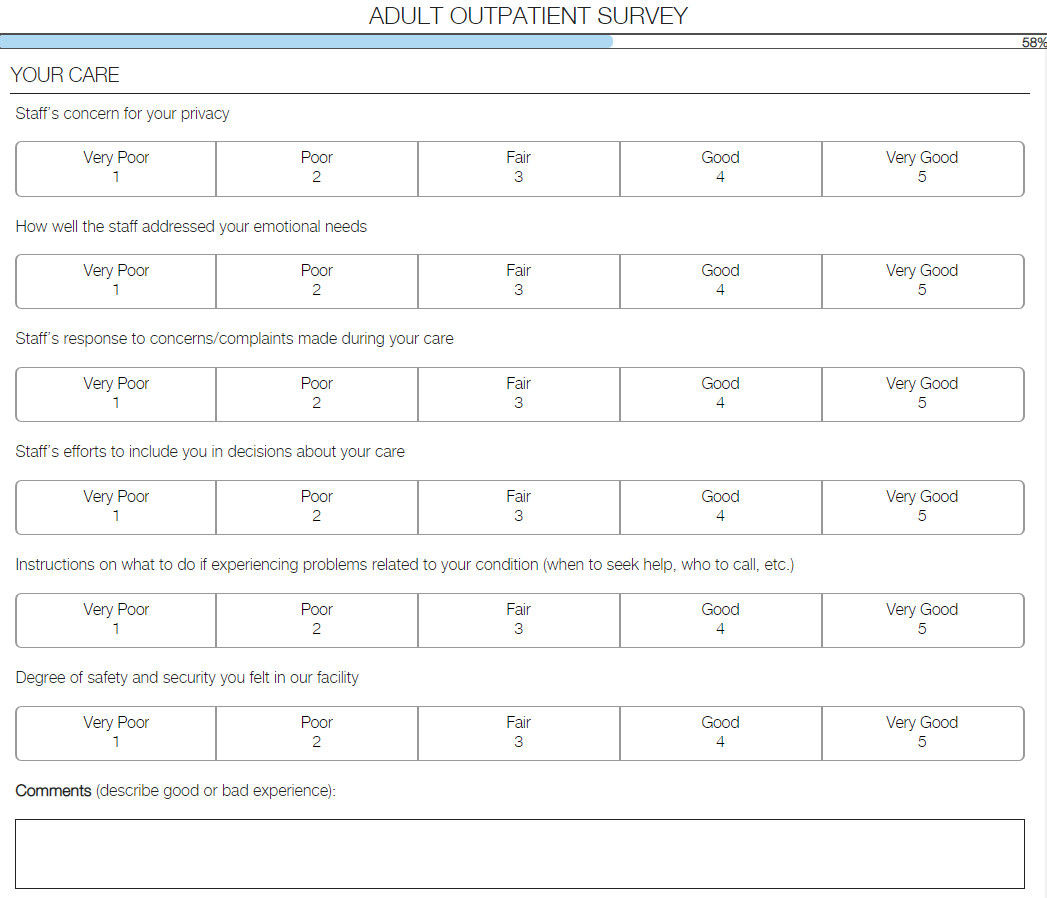 ADULT OUTPATIENT SURVEY
58%
YOUR CARE
Staff's concern for your privacy
Very Poor Poor Fair Good Very Good
1 2 3 4 5
How well the staff addressed your emotional needs
Very Poor Poor Fair Good Very Good
1 2 3 4 5
Staff's response to concerns/complaints made during your care
Very Poor Poor Fair Good Very Good
1 2 3 4 5
Staff's efforts to include you in decisions about your care
Very Poor Poor Fair Good Very Good
1 2 3 4 5
Instructions on what to do if experiencing problems related to your condition (when to seek help, who to call, etc.)
Very Poor Poor Fair Good Very Good
1 2 3 4 5
Degree of safety and security you felt in our facility
Very Poor Poor Fair Good Very Good
1 2 3 4 5
Comments (describe good or bad experience):